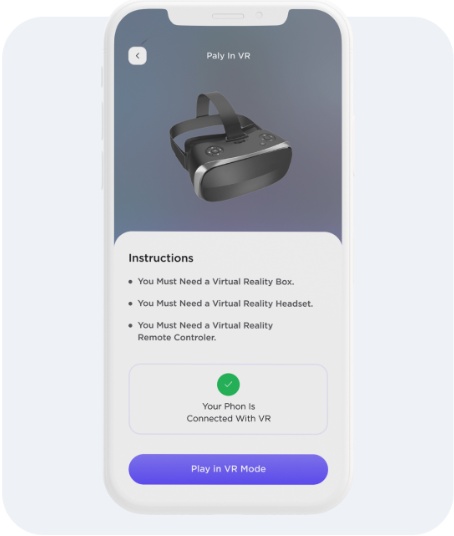 Paly In VR
Instructions
• You Must Need a Virtual Reality Box.
• You Must Need a Virtual Reality Headset.
• You Must Need a Virtual Reality
Remote Controler.
Your Phon Is
Connected With VR
Play in VR Mode